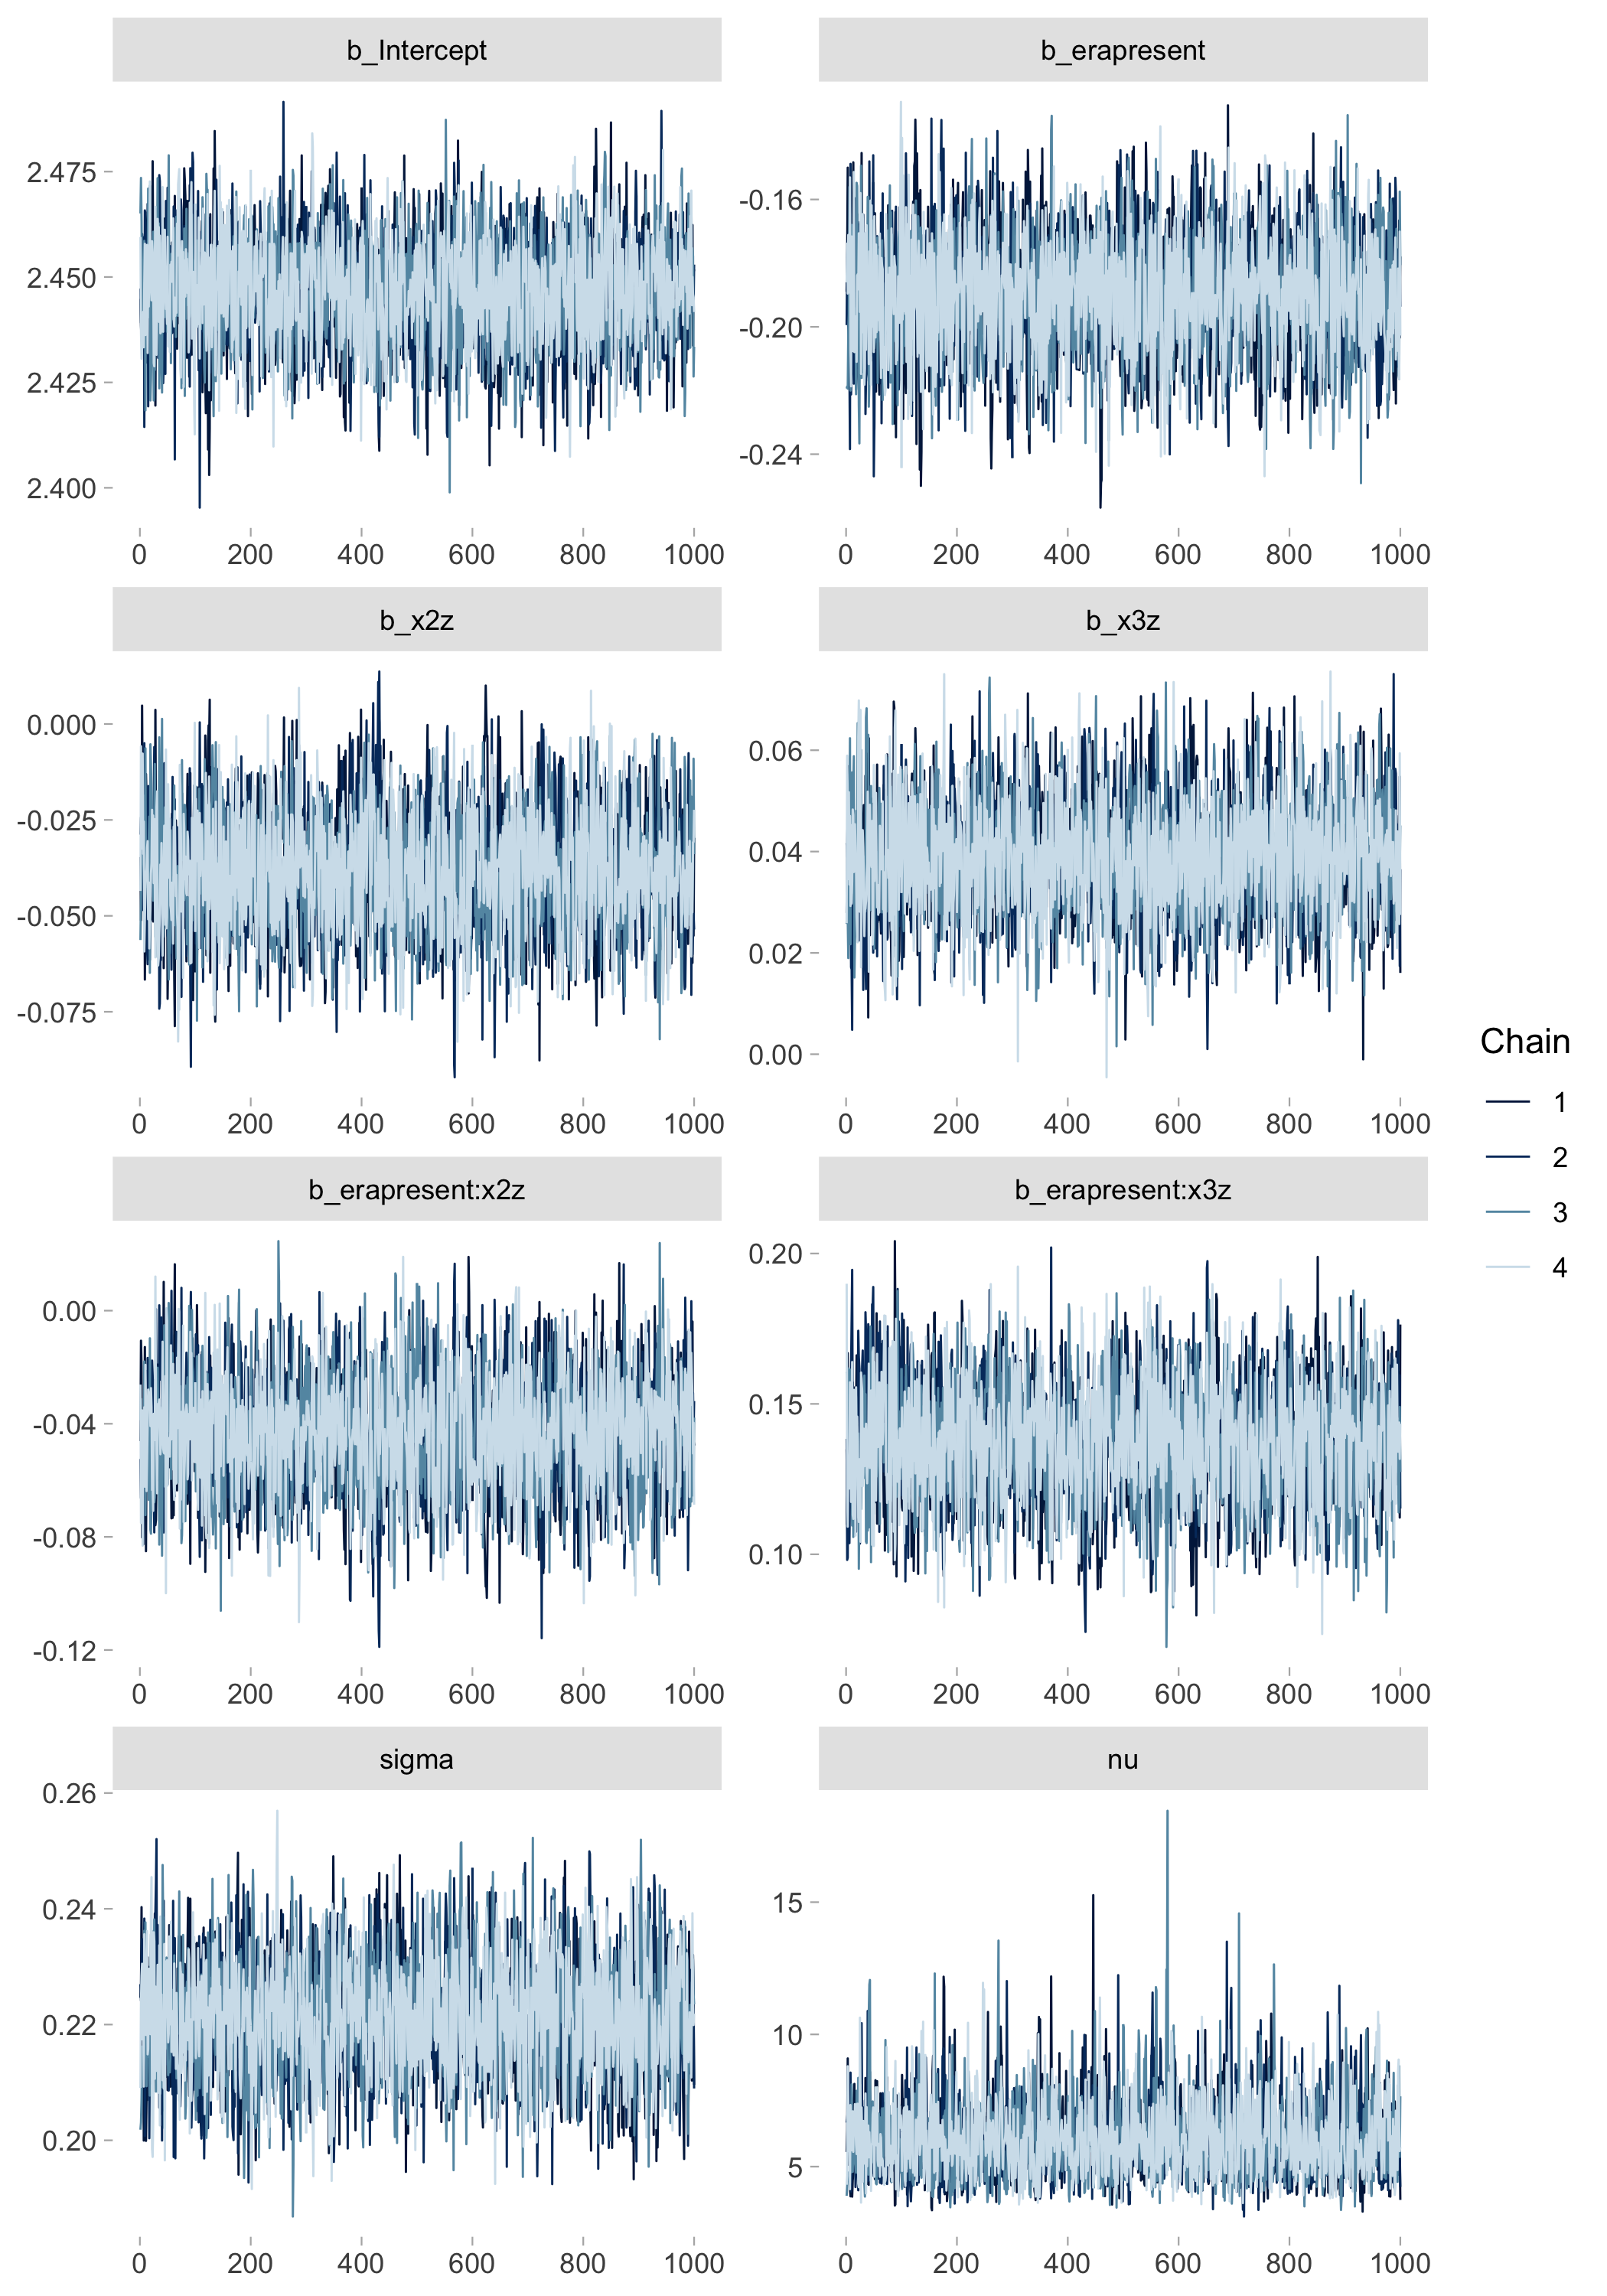 b_Intercept
2.475
2.450
2.425
2.400
0 200 400 600 800 1000
b_erapresent
-0.16
-0.20
-0.24
0 200 400 600 800 1000
b_x2z
0.000
-0.025
-0.050
-0.075
0 200 400 600 800 1000
b_x3z
0.06
0.04
0.02
0.00
0 200 400 600 800 1000
b_erapresent:x2z
0.00
-0.04
-0.08
-0.12
0 200 400 600 800 1000
b_erapresent:x3z
0.20
0.15
0.10
0 200 400 600 800 1000
sigma
0.26
0.24
0.22
0.20
0 200 400 600 800 1000
nu
15
10
5
0 200 400 600 800 1000
Chain
1
2
3
4